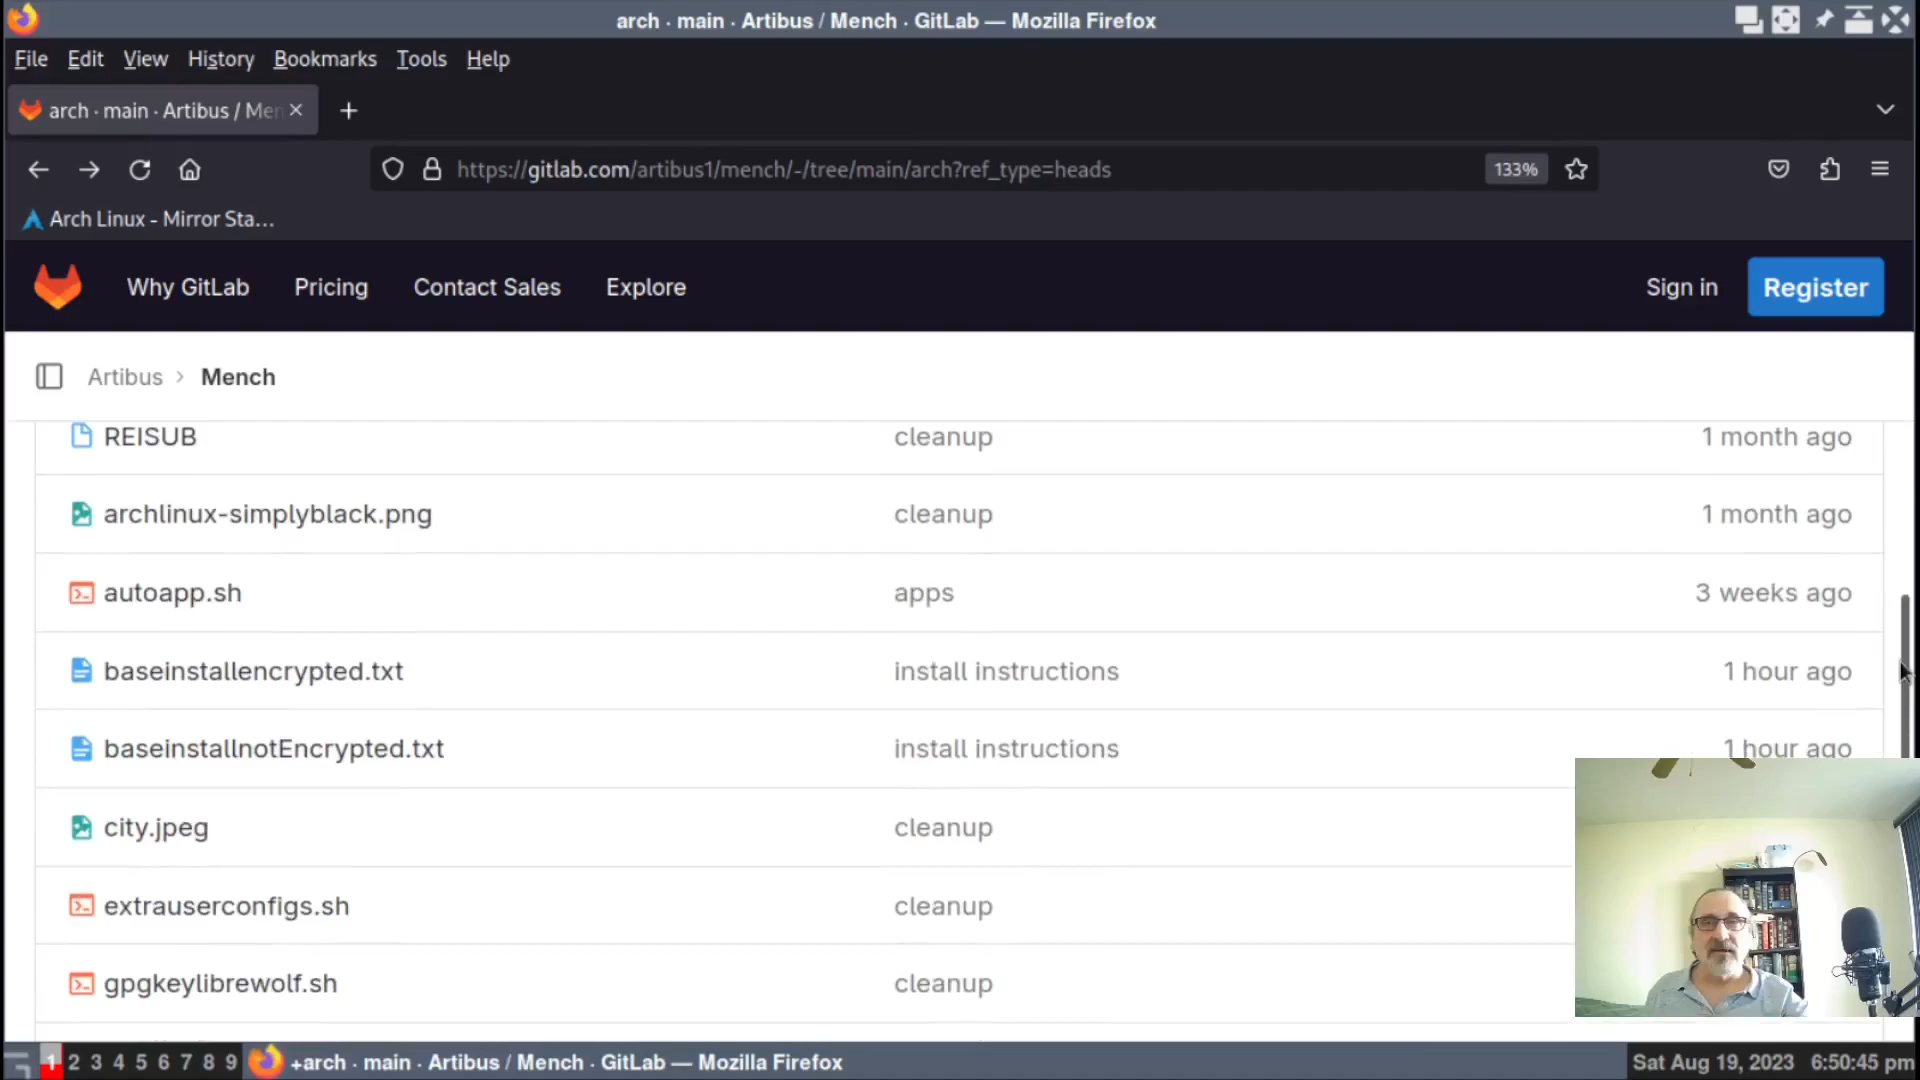 arch · main · Artibus / Mench · GitLab — Mozilla Firefox
File Edit View History Bookmarks Tools Help
arch · main · Artibus / Men
https://gitlab.com/artibus1/mench/-/tree/main/arch?ref_type=heads 133%
Arch Linux - Mirror Sta...
Why GitLab Pricing Contact Sales Explore Sign in Register
Artibus > Mench
REISUB cleanup 1 month ago
archlinux-simplyblack.png cleanup 1 month ago
autoapp.sh apps 3 weeks ago
baseinstallencrypted.txt install instructions 1 hour ago
baseinstallnotEncrypted.txt install instructions 1 hour ago
city.jpeg cleanup
extrauserconfigs.sh cleanup
gpgkeylibrewolf.sh cleanup
1 2 3 4 5 6 7 8 9 +arch · main · Artibus / Mench · GitLab — Mozilla Firefox Sat Aug 19, 2023 6:50:45 pm